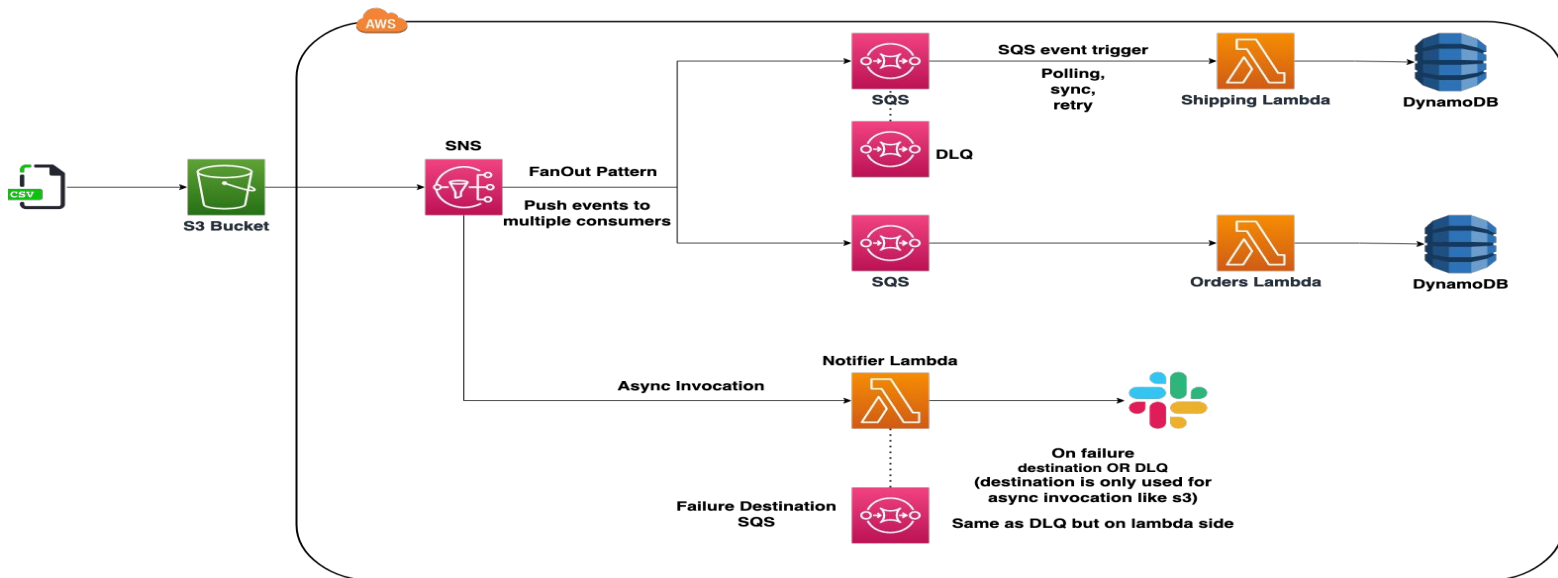 AWS
CSV
S3 Bucket
SNS
FanOut Pattern
Push events to
multiple consumers
SQS
DLQ
SQS event trigger
Polling,
sync,
retry
Shipping Lambda
DynamoDB
SQS
Orders Lambda
DynamoDB
Async Invocation
Notifier Lambda
Failure Destination
SQS
On failure
destination OR DLQ
(destination is only used for
async invocation like s3)
Same as DLQ but on lambda side